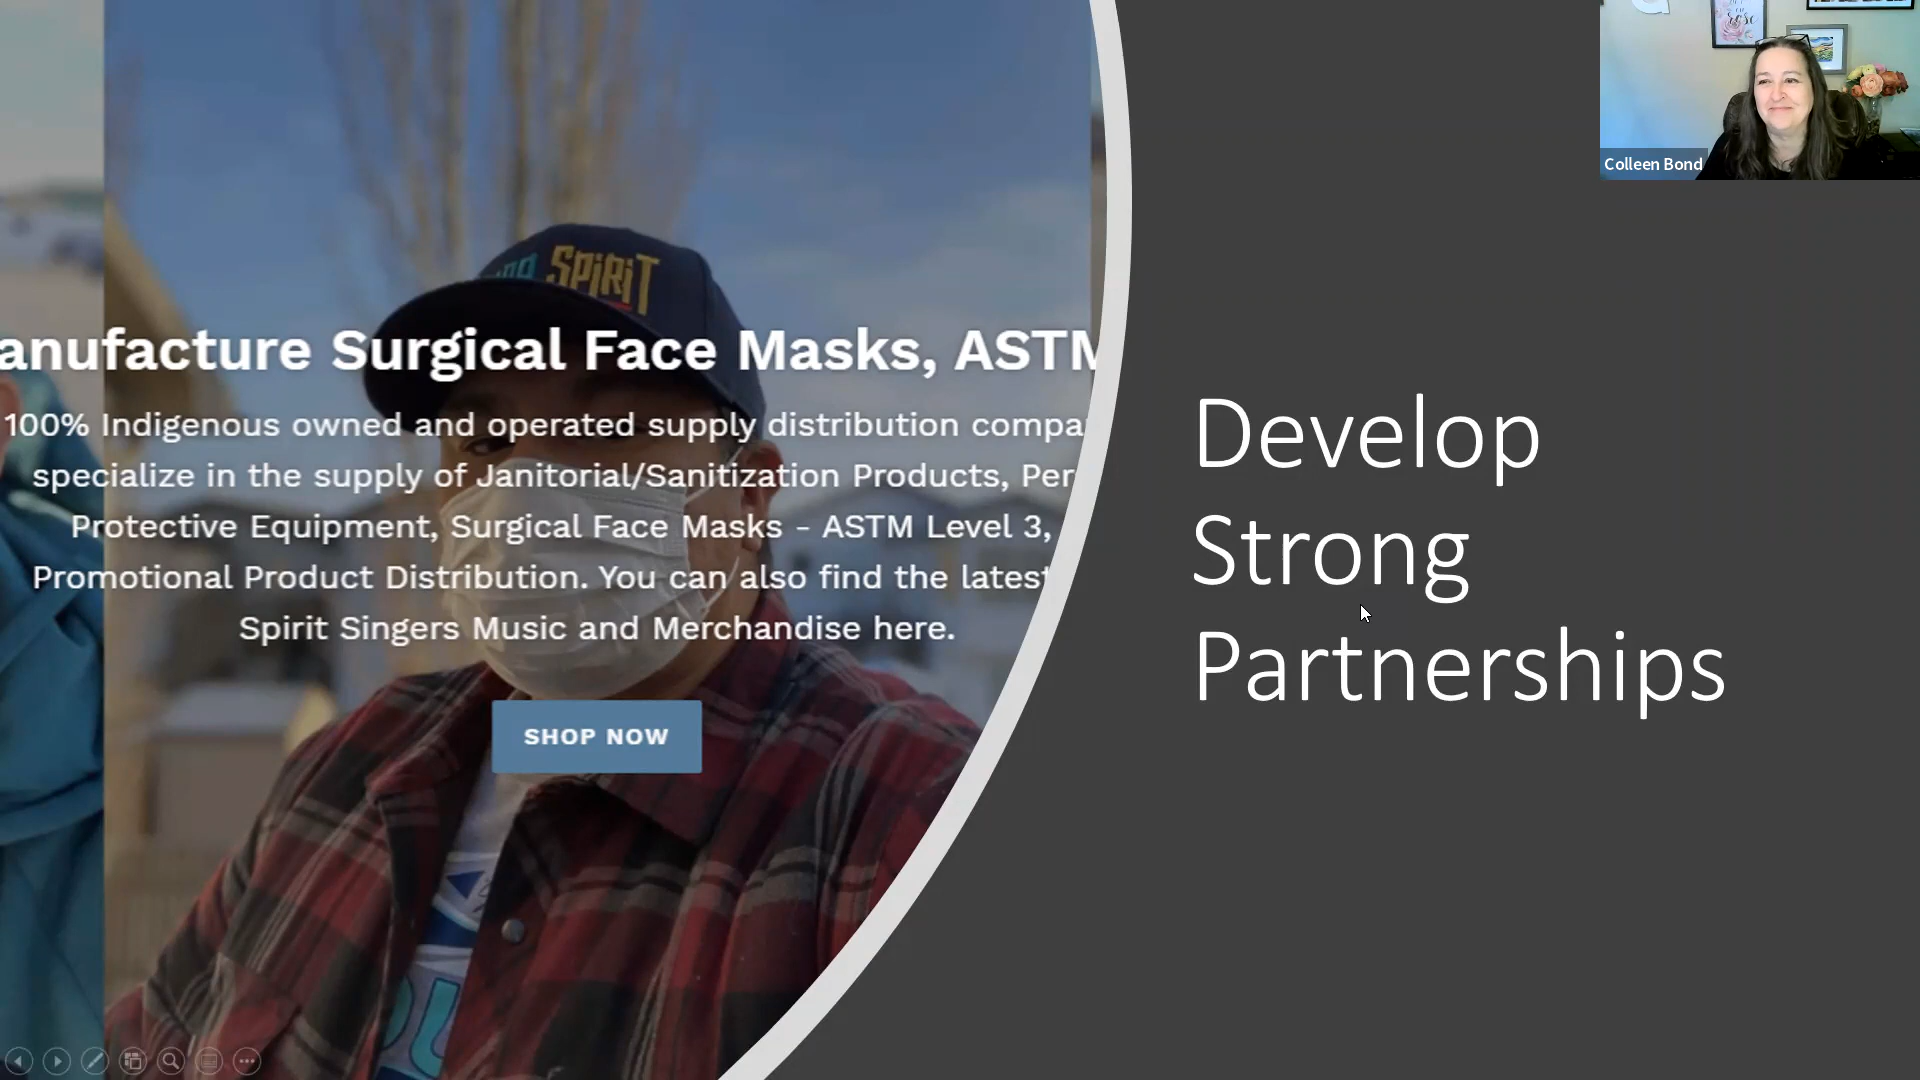 SPIRIT
anufacture Surgical Face Masks, ASTM
100% Indigenous owned and operated supply distribution compa
specialize in the supply of Janitorial/Sanitization Products, Per
Protective Equipment, Surgical Face Masks - ASTM Level 3,
Promotional Product Distribution. You can also find the latest
Spirit Singers Music and Merchandise here.
SHOP NOW
Develop
Strong
Partnerships
rose
Colleen Bond